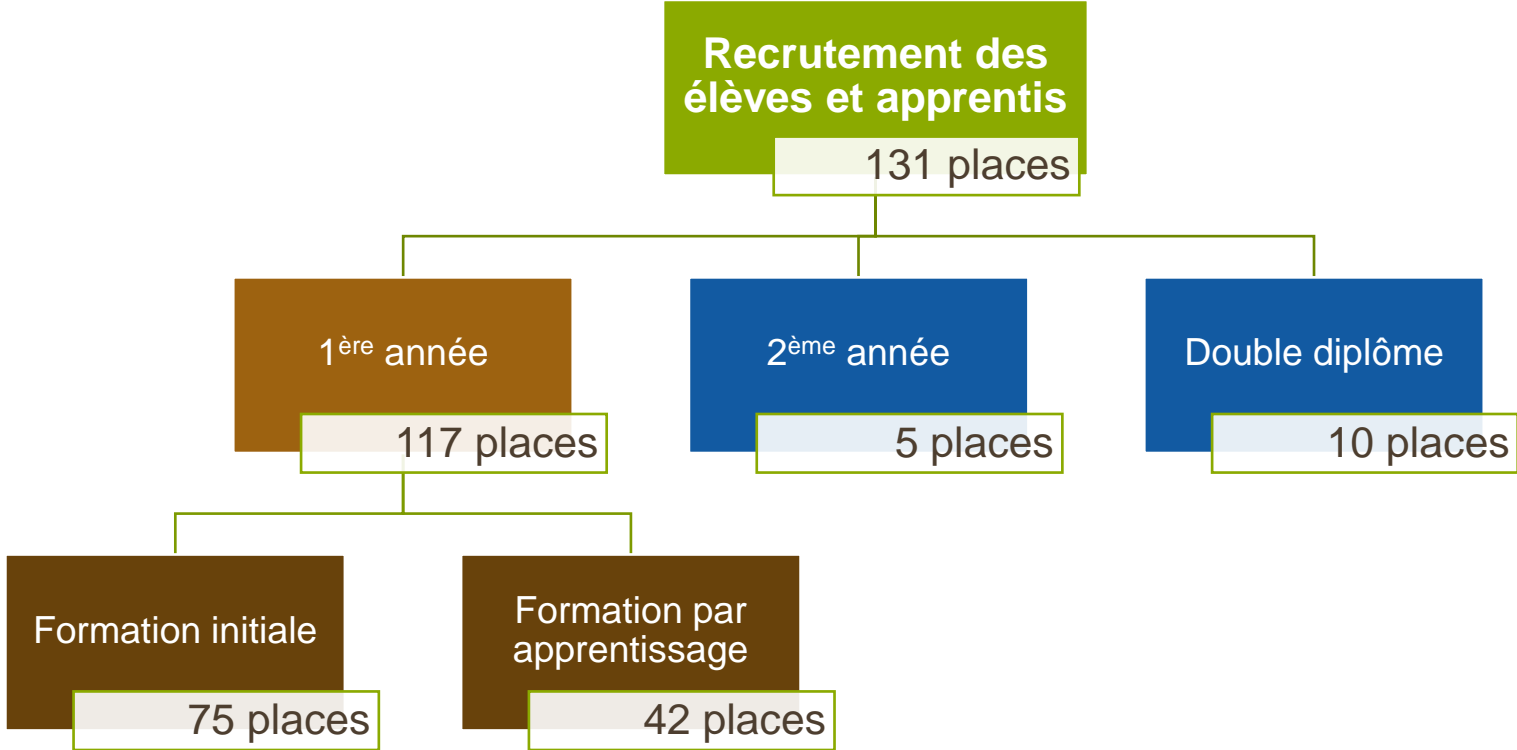 Recrutement des
élèves et apprentis
131 places
1ère année
117 places
2ème année
5 places
Double diplôme
10 places
Formation initiale
75 places
Formation par
apprentissage
42 places